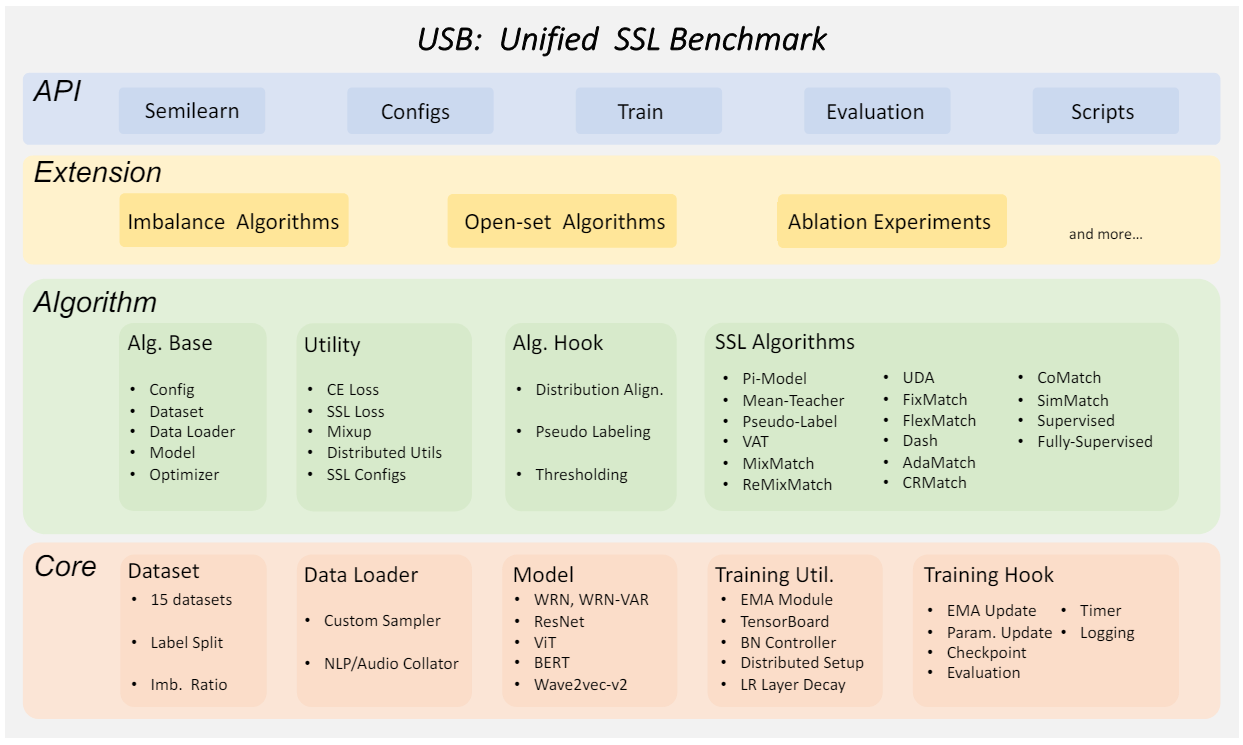 USB: Unified SSL Benchmark
API
Semilearn
Configs
Train
Evaluation
Scripts
Extension
Imbalance Algorithms
Open-set Algorithms
Ablation Experiments
and more...
Algorithm
Alg. Base
• Config
• Dataset
• Data Loader
• Model
• Optimizer
Utility
• CE Loss
• SSL Loss
• Mixup
• Distributed Utils
• SSL Configs
Alg. Hook
• Distribution Align.
• Pseudo Labeling
• Thresholding
SSL Algorithms
• Pi-Model
• Mean-Teacher
• Pseudo-Label
• VAT
• MixMatch
• ReMixMatch
• UDA
• FixMatch
• FlexMatch
• Dash
• AdaMatch
• CRMatch
• CoMatch
• SimMatch
• Supervised
• Fully-Supervised
Core
Dataset
• 15 datasets
• Label Split
• Imb. Ratio
Data Loader
• Custom Sampler
• NLP/Audio Collator
Model
• WRN, WRN-VAR
• ResNet
• ViT
• BERT
• Wave2vec-v2
Training Util.
• EMA Module
• TensorBoard
• BN Controller
• Distributed Setup
• LR Layer Decay
Training Hook
• EMA Update
• Param. Update
• Checkpoint
• Evaluation
• Timer
• Logging